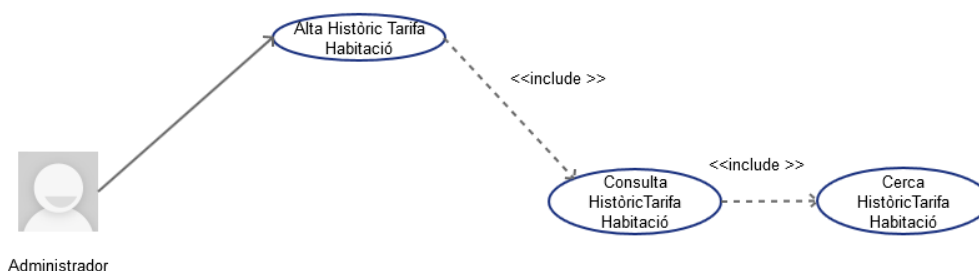 Alta Històric Tarifa
Habitació
<<include >>
<<include >>
Consulta
HistòricTarifa
Habitació
Cerca
HistòricTarifa
Habitació
Administrador